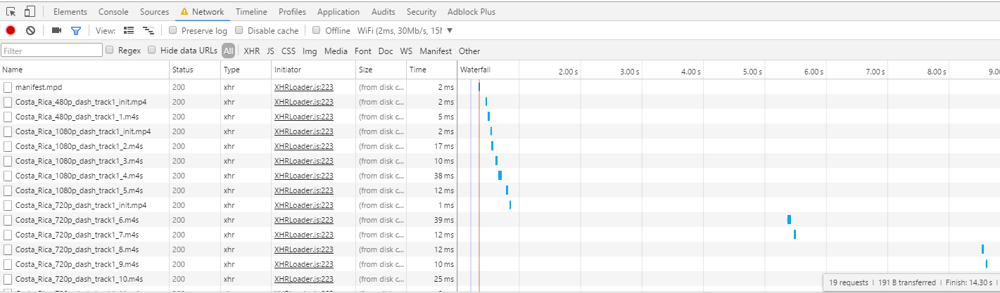 Elements Console Sources Network Timeline Profiles Application Audits Security Adblock Plus
View: Preserve log Disable cache Offline WiFi (2ms, 30Mb/s, 15M ▼
Filter Regex Hide data URLs All XHR JS CSS Img Media Font Doc WS Manifest Other
Name Status Type Initiator Size Time Waterfall 2.00 s 3.00 s 4.00 s 5.00 s 6.00 s 7.00 s 8.00 s 9.00
manifest.mpd 200 xhr XHRLoader.js:223 (from disk c... 2 ms
Costa_Rica_480p_dash_track1_init.mp4 200 xhr XHRLoader.js:223 (from disk c... 2 ms
Costa_Rica_480p_dash_track1_1.m4s 200 xhr XHRLoader.js:223 (from disk c... 5 ms
Costa_Rica_1080p_dash_track1_init.mp4 200 xhr XHRLoader.js:223 (from disk c... 2 ms
Costa_Rica_1080p_dash_track1_2.m4s 200 xhr XHRLoader.js:223 (from disk c... 17 ms
Costa_Rica_1080p_dash_track1_3.m4s 200 xhr XHRLoader.js:223 (from disk c... 10 ms
Costa_Rica_1080p_dash_track1_4.m4s 200 xhr XHRLoader.js:223 (from disk c... 38 ms
Costa_Rica_1080p_dash_track1_5.m4s 200 xhr XHRLoader.js:223 (from disk c... 12 ms
Costa_Rica_720p_dash_track1_init.mp4 200 xhr XHRLoader.js:223 (from disk c... 1 ms
Costa_Rica_720p_dash_track1_6.m4s 200 xhr XHRLoader.js:223 (from disk c... 39 ms
Costa_Rica_720p_dash_track1_7.m4s 200 xhr XHRLoader.js:223 (from disk c... 12 ms
Costa_Rica_720p_dash_track1_8.m4s 200 xhr XHRLoader.js:223 (from disk c... 12 ms
Costa_Rica_720p_dash_track1_9.m4s 200 xhr XHRLoader.js:223 (from disk c... 10 ms
Costa_Rica_720p_dash_track1_10.m4s 200 xhr XHRLoader.js:223 (from disk c... 25 ms
19 requests | 191 B transferred | Finish: 14.30 s |